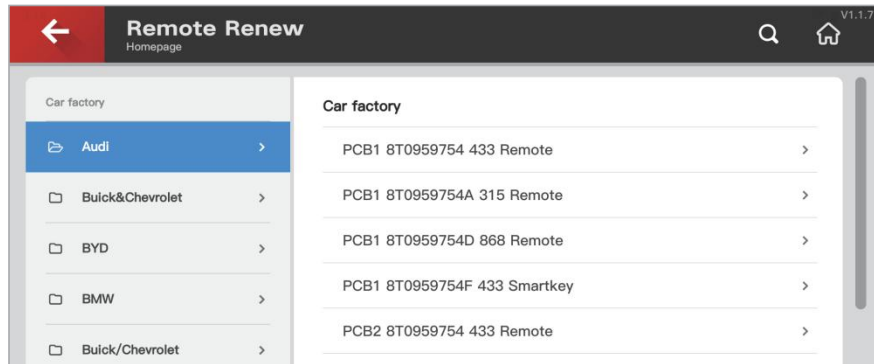 Remote Renew
Homepage
V1.1.7
Car factory
Audi
Buick&Chevrolet
BYD
BMW
Buick/Chevrolet
Car factory
PCB1 8T0959754 433 Remote
PCB1 8T0959754A 315 Remote
PCB1 8T0959754D 868 Remote
PCB1 8T0959754F 433 Smartkey
PCB2 8T0959754 433 Remote